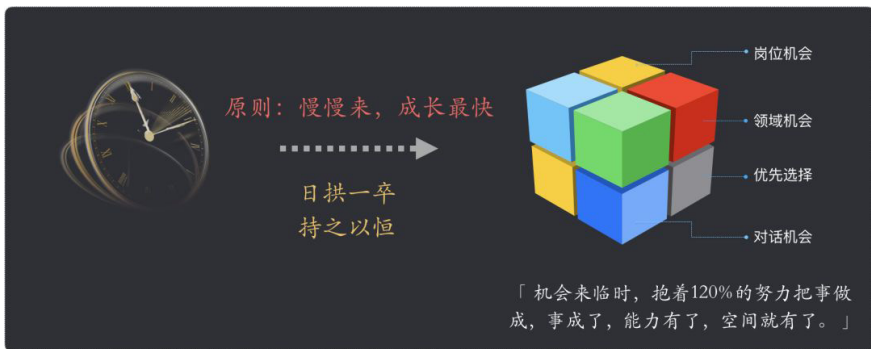 原则：慢慢来，成长最快
日拱一卒
持之以恒
岗位机会
领域机会
优先选择
对话机会
「 机会来临时，抱着120%的努力把事做
成，事成了，能力有了，空间就有了。」